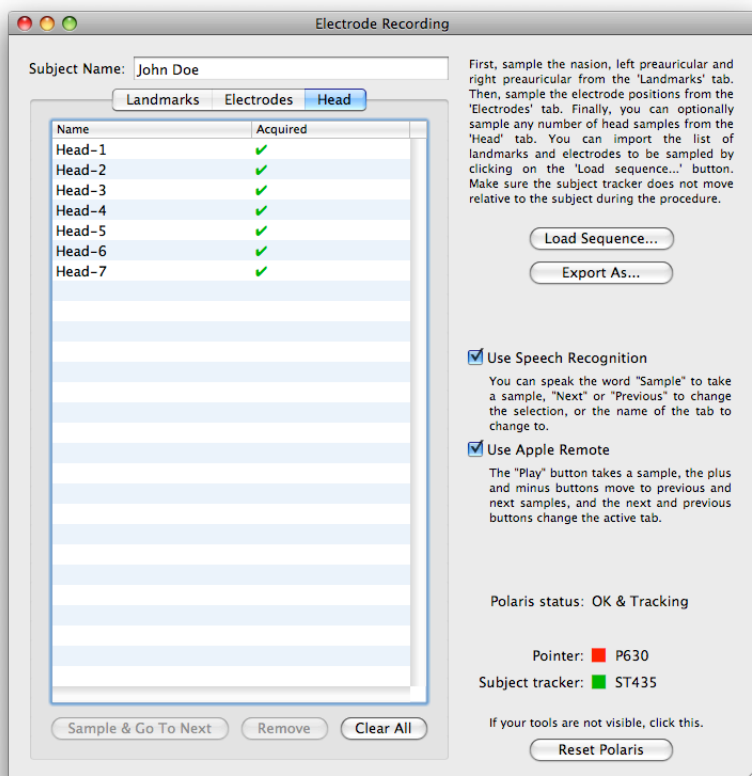 Electrode Recording
Subject Name: John Doe
Landmarks Electrodes Head
Name Acquired
Head-1 ✔
Head-2 ✔
Head-3 ✔
Head-4 ✔
Head-5 ✔
Head-6 ✔
Head-7 ✔
Sample & Go To Next Remove Clear All
First, sample the nasion, left preauricular and
right preauricular from the 'Landmarks' tab.
Then, sample the electrode positions from the
'Electrodes' tab. Finally, you can optionally
sample any number of head samples from the
'Head' tab. You can import the list of
landmarks and electrodes to be sampled by
clicking on the 'Load sequence...' button.
Make sure the subject tracker does not move
relative to the subject during the procedure.
Load Sequence...
Export As...
Use Speech Recognition
You can speak the word "Sample" to take
a sample, "Next" or "Previous" to change
the selection, or the name of the tab to
change to.
Use Apple Remote
The "Play" button takes a sample, the plus
and minus buttons move to previous and
next samples, and the next and previous
buttons change the active tab.
Polaris status: OK & Tracking
Pointer: P630
Subject tracker: ST435
If your tools are not visible, click this.
Reset Polaris